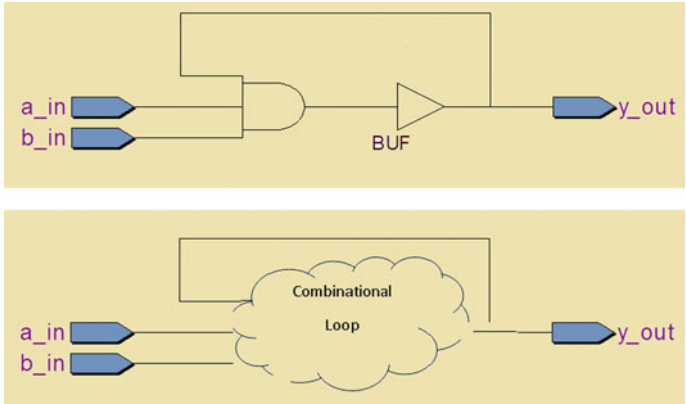 a_in
b_in
BUF
y_out
Combinational
Loop
a_in
b_in
y_out